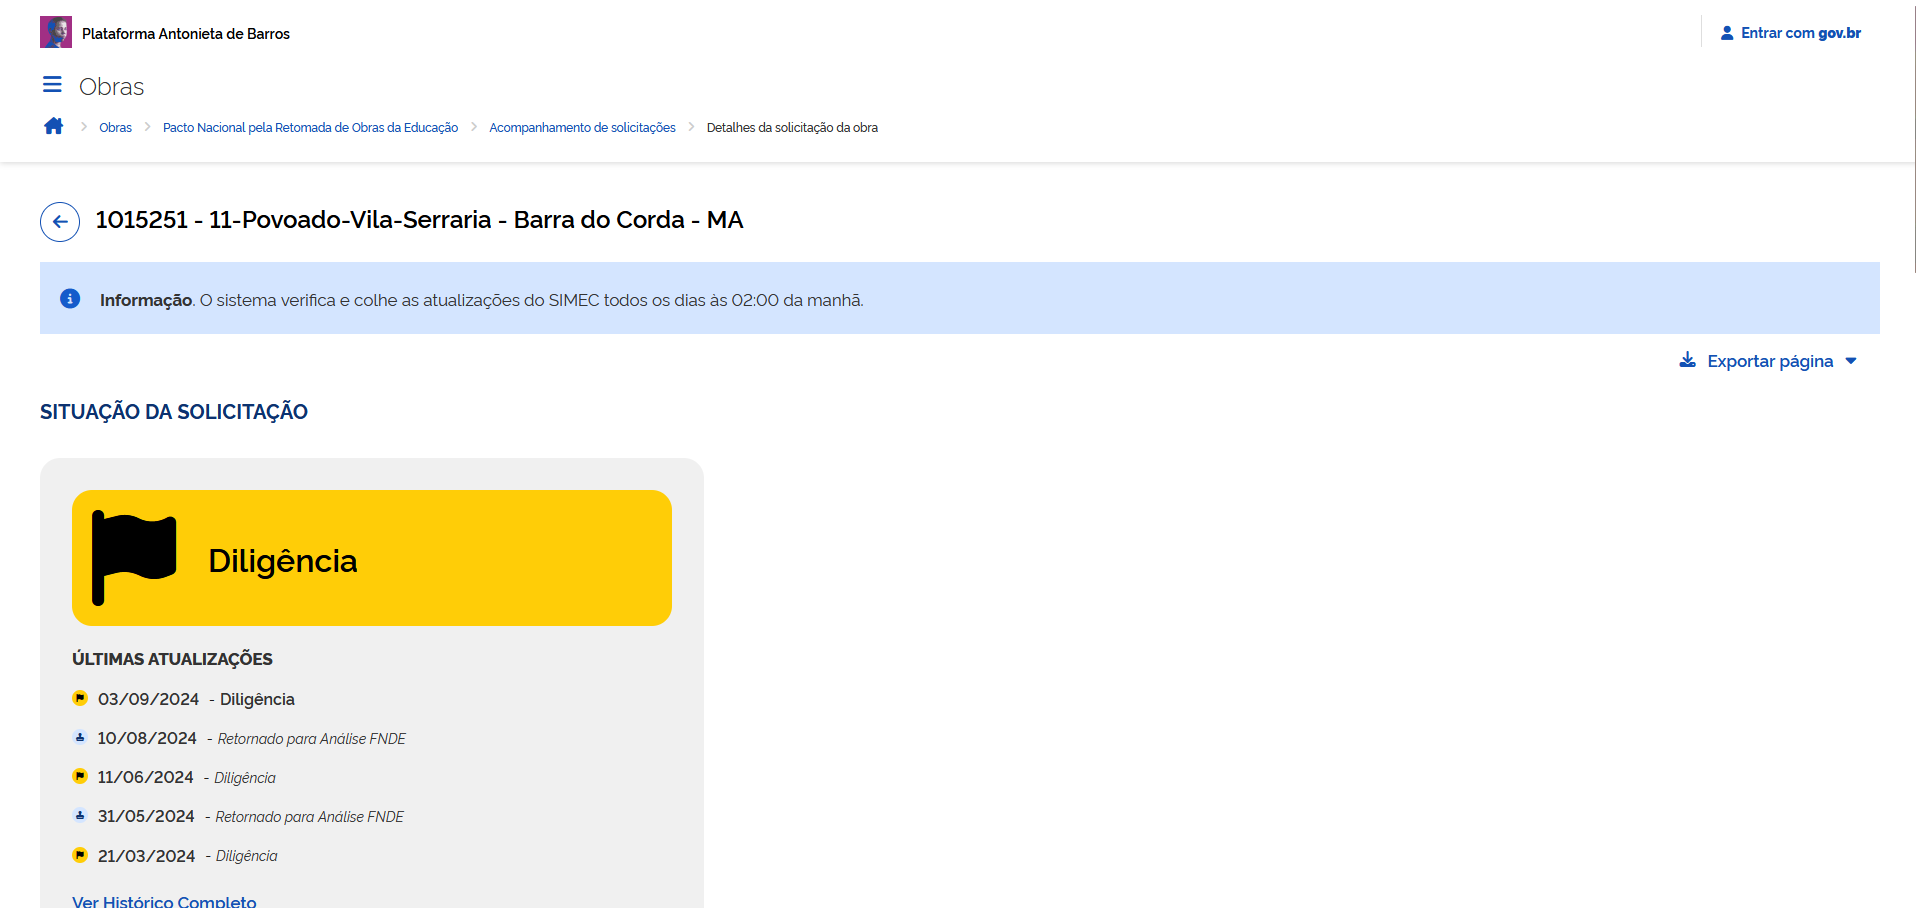 Plataforma Antonieta de Barros
Entrar com gov.br
Obras
Obras
Pacto Nacional pela Retomada de Obras da Educação
Acompanhamento de solicitações
Detalhes da solicitação da obra
1015251 - 11-Povoado-Vila-Serraria - Barra do Corda - MA
Informação. O sistema verifica e colhe as atualizações do SIMEC todos os dias às 02:00 da manhã.
Exportar página
SITUAÇÃO DA SOLICITAÇÃO
Diligência
ÚLTIMAS ATUALIZAÇÕES
03/09/2024 - Diligência
10/08/2024 - Retornado para Análise FNDE
11/06/2024 - Diligência
31/05/2024 - Retornado para Análise FNDE
21/03/2024 - Diligência
Ver Histórico Completo